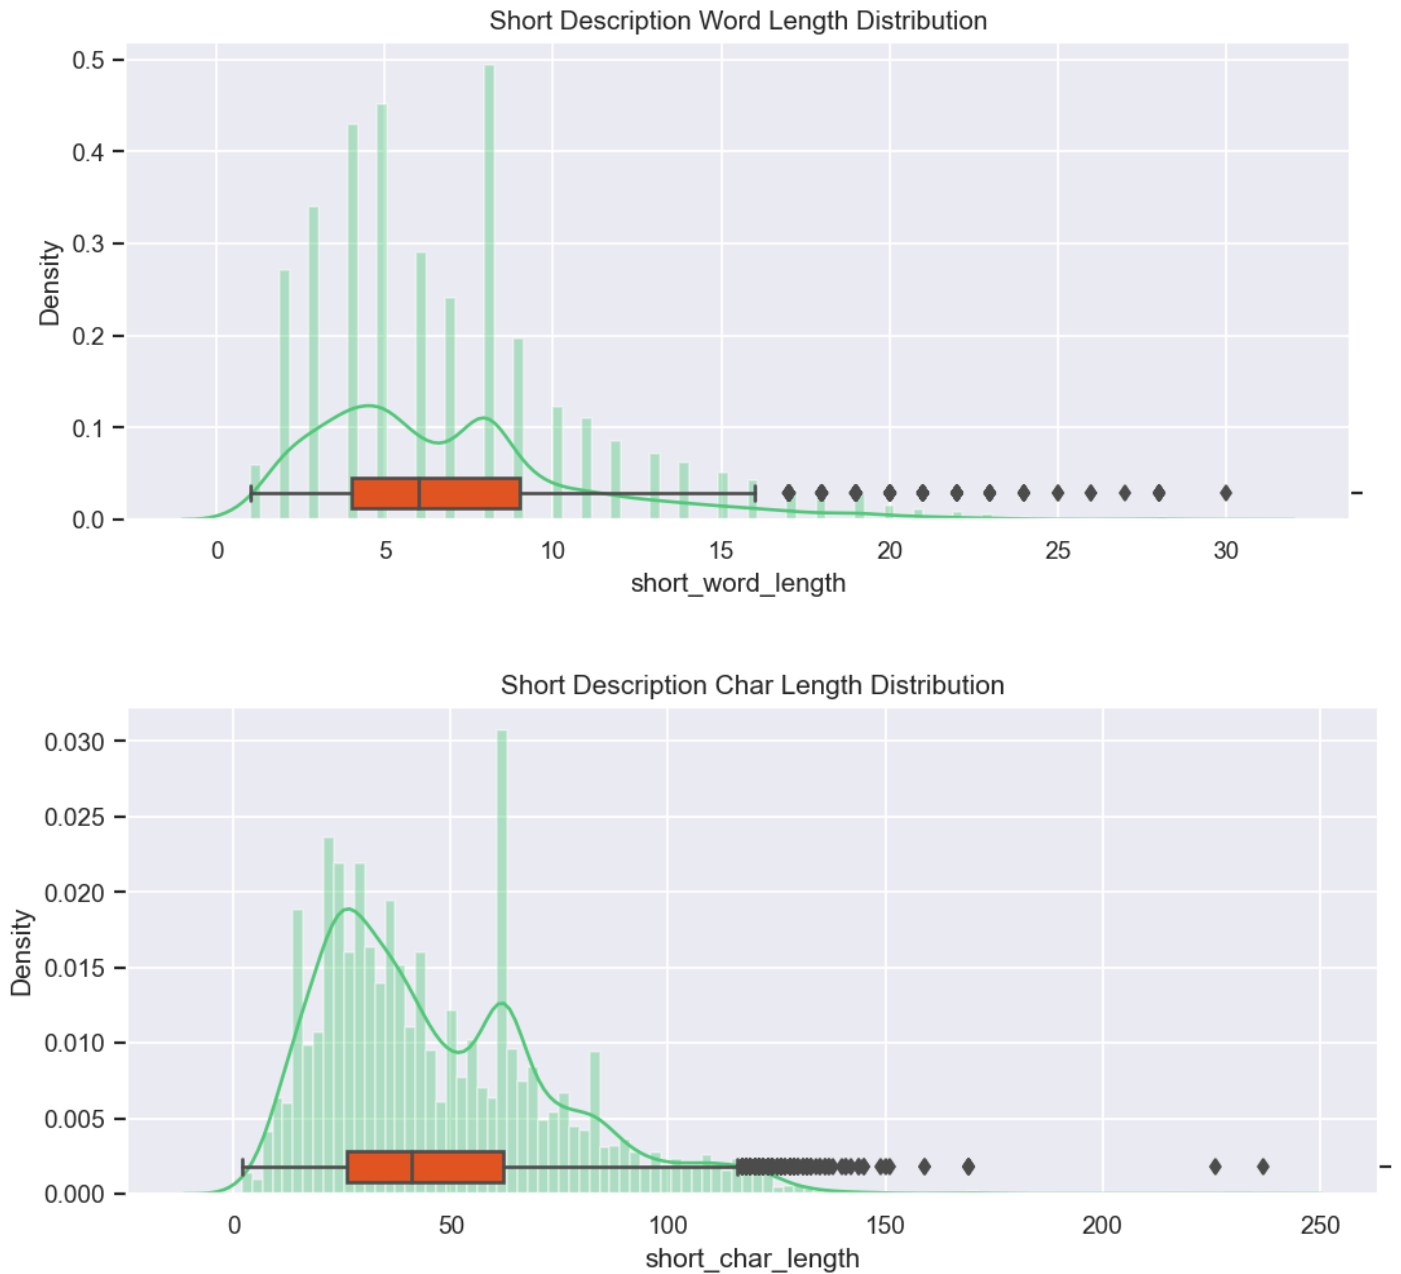 Short Description Word Length Distribution
0.5
0.4
0.3
0.2
0.1
0.0
Density
0 5 10 15 20 25 30
short_word_length
Short Description Char Length Distribution
0.030
0.025
0.020
0.015
0.010
0.005
0.000
Density
0 50 100 150 200 250
short_char_length